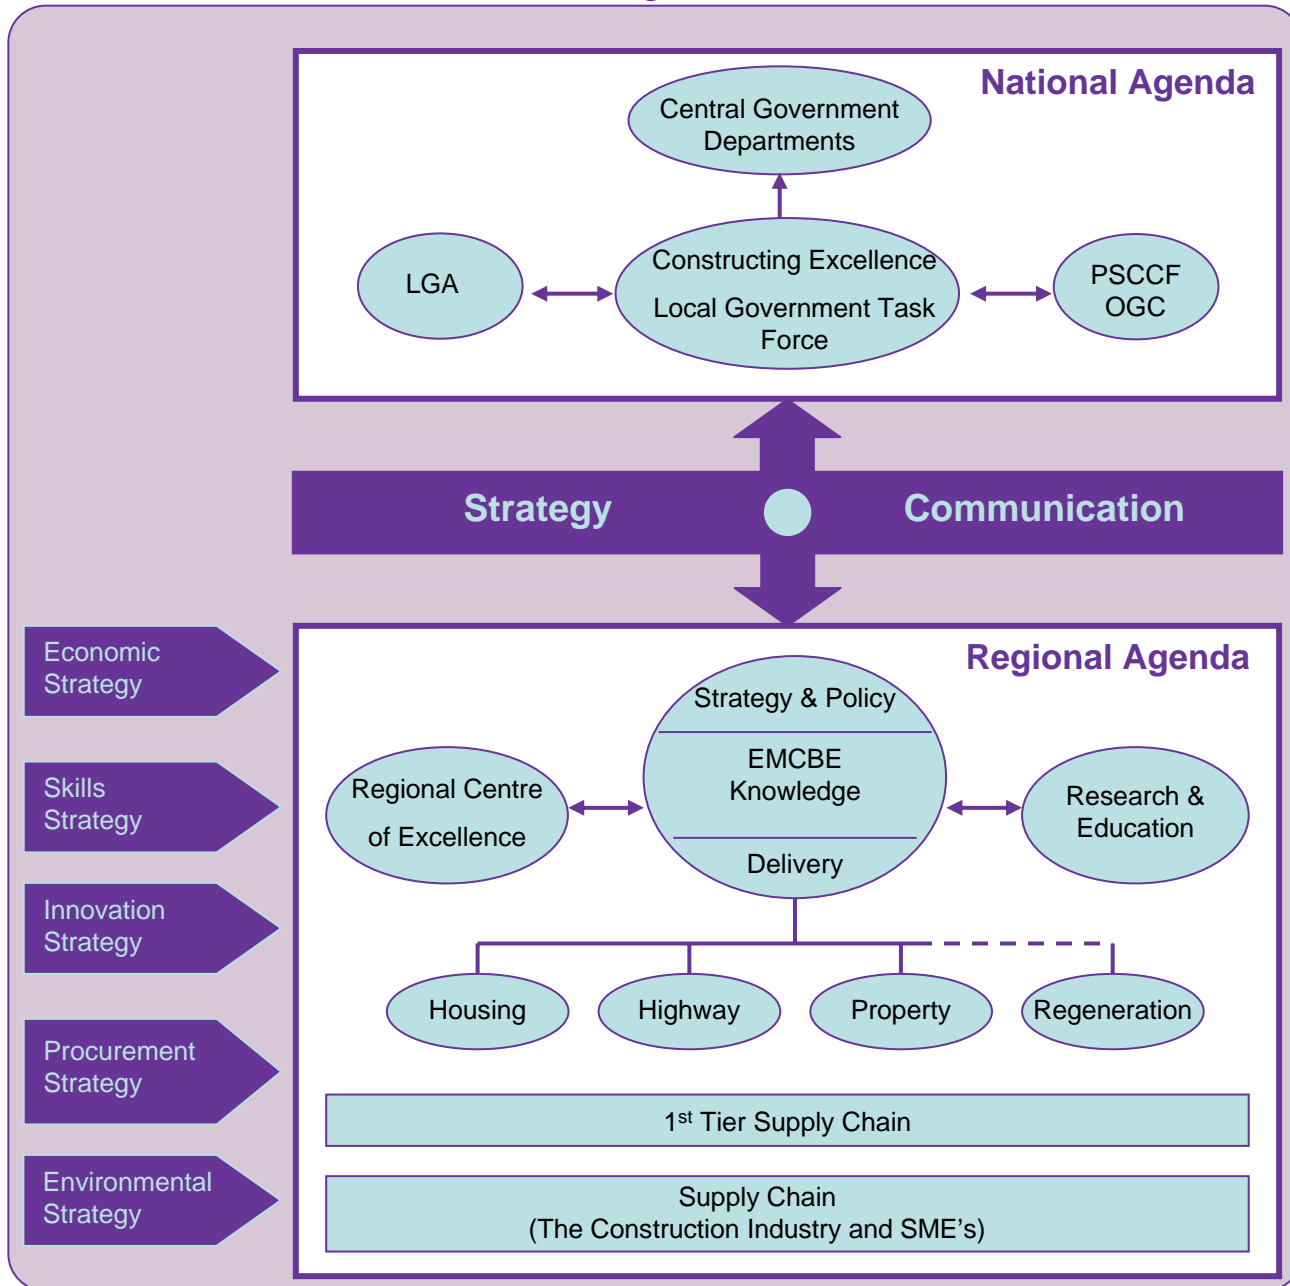 National Agenda
Central Government
Departments
LGA
Constructing Excellence
Local Government Task
Force
PSCCF
OGC
Strategy
Communication
Economic
Strategy
Skills
Strategy
Innovation
Strategy
Procurement
Strategy
Environmental
Strategy
Regional Agenda
Strategy & Policy
EMCBE
Knowledge
Delivery
Regional Centre
of Excellence
Research &
Education
Housing
Highway
Property
Regeneration
1st Tier Supply Chain
Supply Chain
(The Construction Industry and SME's)